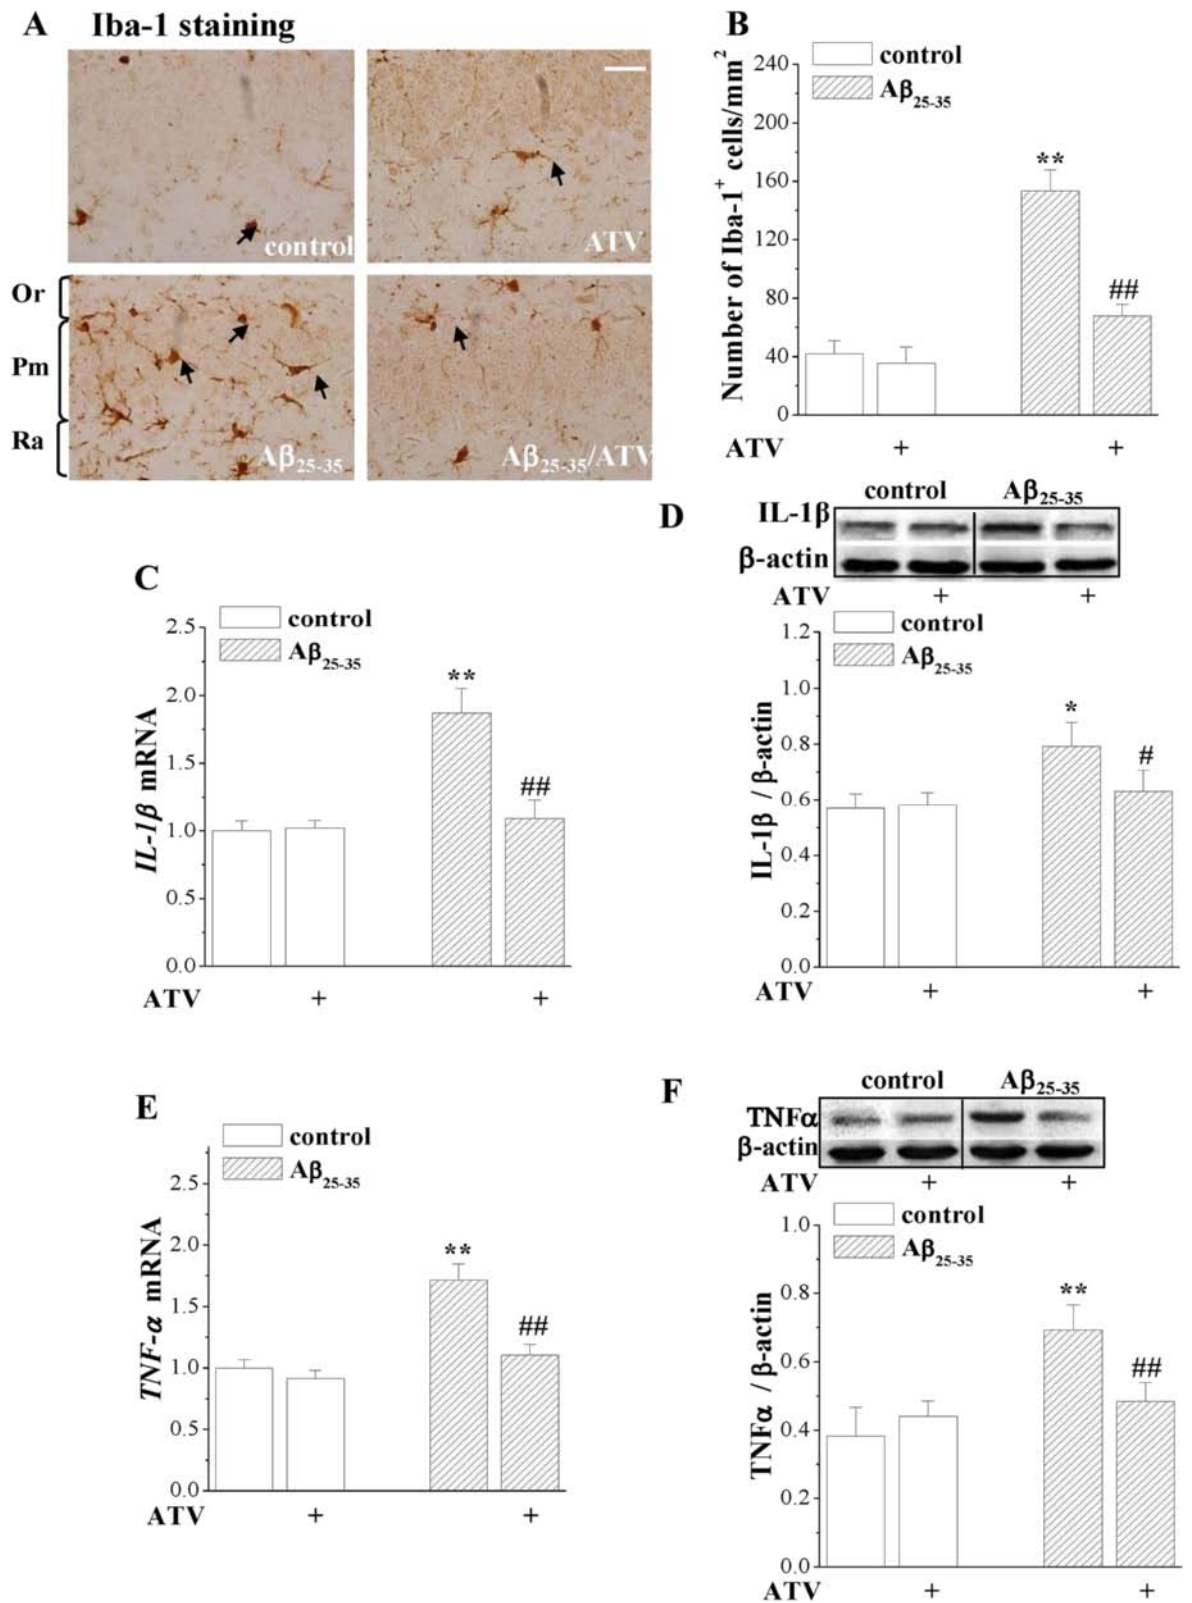 A Iba-1 staining
control
ATV
Or
Pm
Ra
Aβ25-35
Aβ25-35/ATV
B
control
Aβ25-35
Number of Iba-1+ cells/mm2
240
200
160
120
80
40
0
**
##
ATV + +
C
control
Aβ25-35
IL-1β mRNA
2.5
2.0
1.5
1.0
0.5
0.0
**
##
ATV + +
D
control Aβ25-35
IL-1β
β-actin
ATV + +
control
Aβ25-35
IL-1β / β-actin
1.2
1.0
0.8
0.6
0.4
0.2
0.0
*
#
ATV + +
E
control
Aβ25-35
TNF-α mRNA
2.5
2.0
1.5
1.0
0.5
0.0
**
##
ATV + +
F
control Aβ25-35
TNFα
β-actin
ATV + +
control
Aβ25-35
TNFα / β-actin
1.0
0.8
0.6
0.4
0.2
0.0
**
##
ATV + +